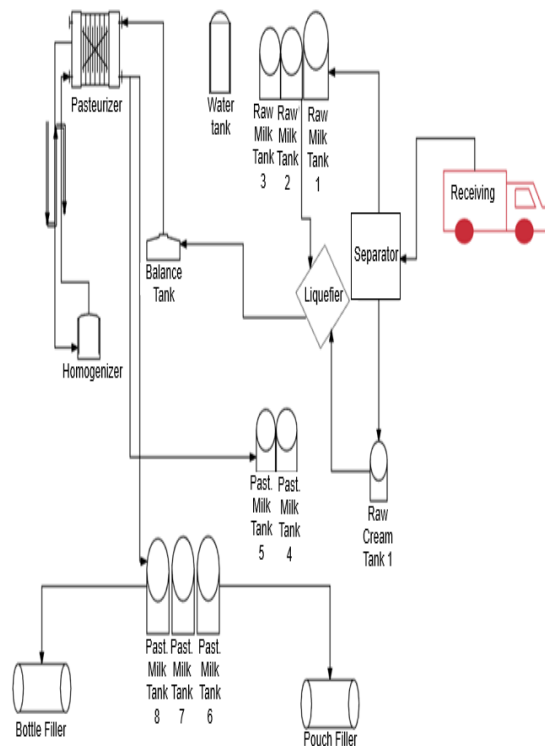 Pasteurizer
Water
tank
Raw
Milk
Tank
3
Raw
Milk
Tank
2
Raw
Milk
Tank
1
Receiving
Separator
Liquefier
Balance
Tank
Homogenizer
Past.
Milk
Tank
5
Past.
Milk
Tank
4
Raw
Cream
Tank 1
Past.
Milk
Tank
8
Past.
Milk
Tank
7
Past.
Milk
Tank
6
Bottle Filler
Pouch Filler